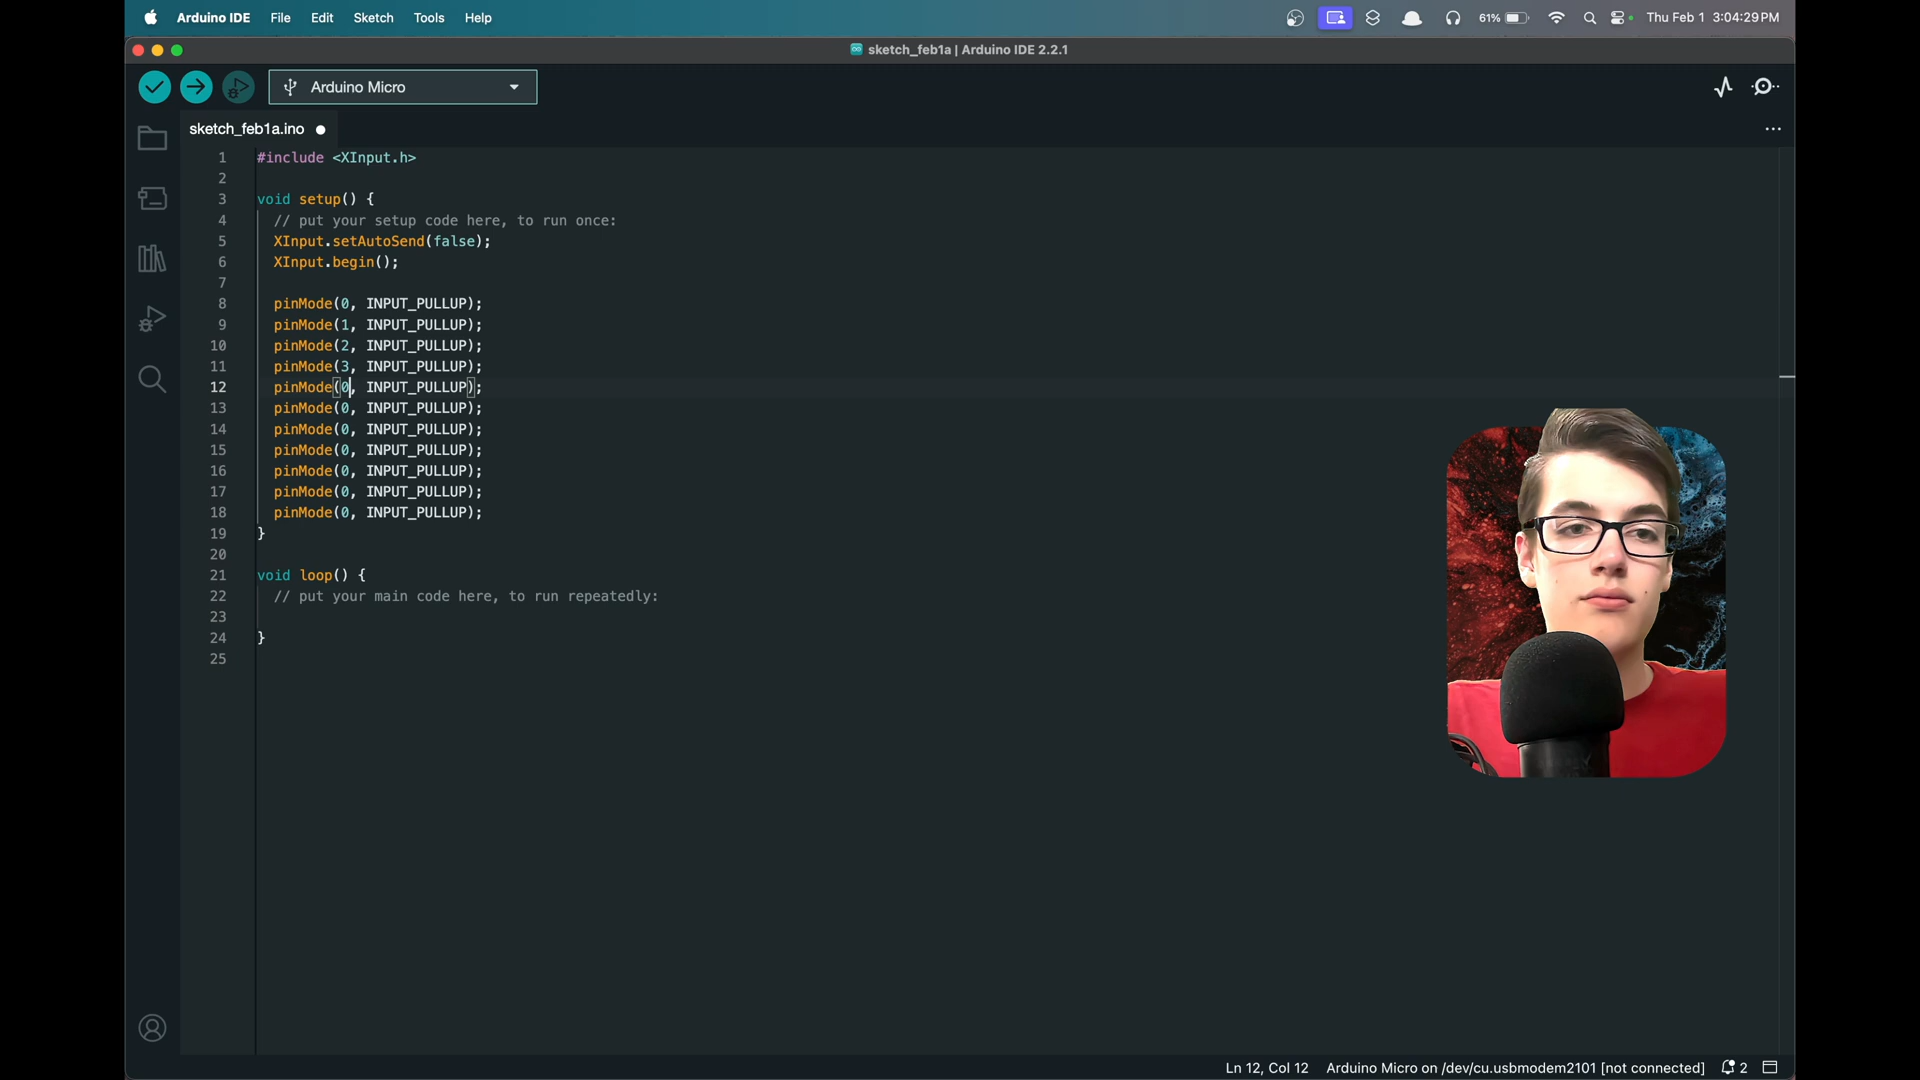 Arduino IDE File Edit Sketch Tools Help 61% Thu Feb 1 3:04:29 PM
sketch_feb1a | Arduino IDE 2.2.1
Arduino Micro
sketch_feb1a.ino
1 #include <XInput.h>
2
3 void setup() {
4 // put your setup code here, to run once:
5 XInput.setAutoSend(false);
6 XInput.begin();
7
8 pinMode(0, INPUT_PULLUP);
9 pinMode(1, INPUT_PULLUP);
10 pinMode(2, INPUT_PULLUP);
11 pinMode(3, INPUT_PULLUP);
12 pinMode(0, INPUT_PULLUP);
13 pinMode(0, INPUT_PULLUP);
14 pinMode(0, INPUT_PULLUP);
15 pinMode(0, INPUT_PULLUP);
16 pinMode(0, INPUT_PULLUP);
17 pinMode(0, INPUT_PULLUP);
18 pinMode(0, INPUT_PULLUP);
19 }
20
21 void loop() {
22 // put your main code here, to run repeatedly:
23
24 }
25
Ln 12, Col 12 Arduino Micro on /dev/cu.usbmodem2101 [not connected] 2